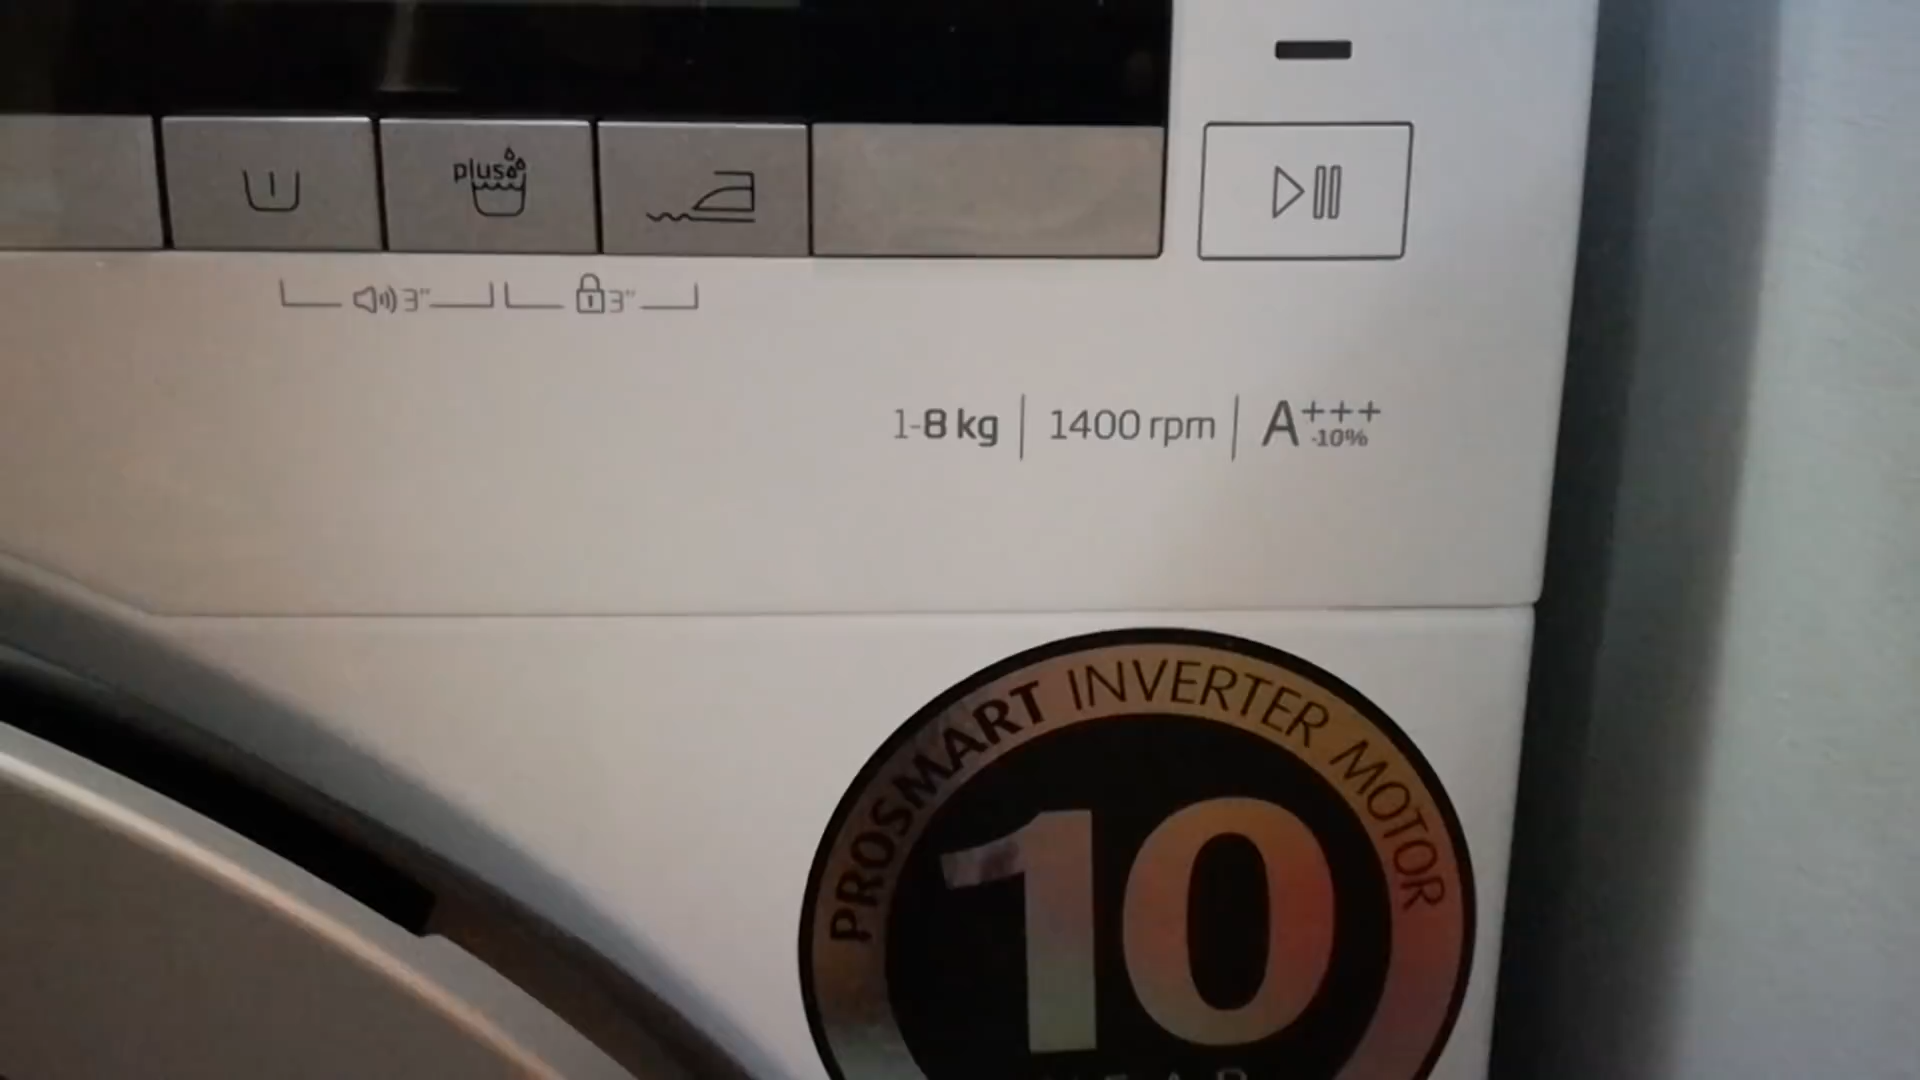 plus
3"
3"
1-8 kg | 1400 rpm | A+++
-10%
PROSMART INVERTER MOTOR
10